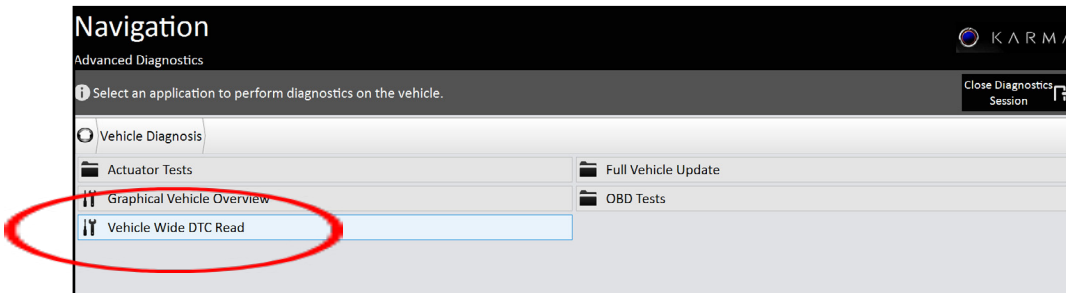 Navigation
Advanced Diagnostics
KARMA
Select an application to perform diagnostics on the vehicle.
Close Diagnostics
Session
Vehicle Diagnosis
Actuator Tests
Full Vehicle Update
Graphical Vehicle Overview
OBD Tests
Vehicle Wide DTC Read